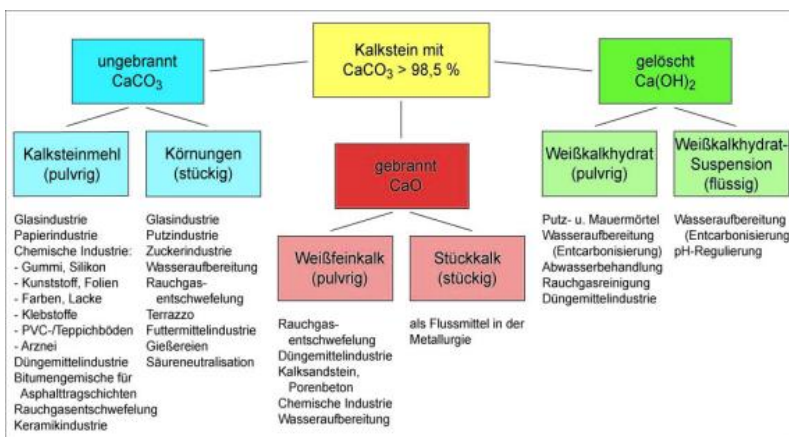 Kalkstein mit
CaCO₃ > 98,5 %
ungebrannt
CaCO₃
gelöscht
Ca(OH)₂
Kalksteinmehl
(pulvrig)
Körnungen
(stückig)
gebrannt
CaO
Weißkalkhydrat
(pulvrig)
Weißkalkhydrat-
Suspension
(flüssig)
Glasindustrie
Papierindustrie
Chemische Industrie:
- Gummi, Silikon
- Kunststoff, Folien
- Farben, Lacke
- Klebstoffe
- PVC-/Teppichböden
- Arznei
Düngemittelindustrie
Bitumengemische für
Asphalttragschichten
Rauchgasentschwefelung
Keramikindustrie
Glasindustrie
Putzindustrie
Zuckerindustrie
Wasseraufbereitung
Rauchgas-
entschwefelung
Terrazzo
Futtermittelindustrie
Gießereien
Säureneutralisation
Weißfeinkalk
(pulvrig)
Stückkalk
(stückig)
Rauchgas-
entschwefelung
Düngemittelindustrie
Kalksandstein,
Porenbeton
Chemische Industrie
Wasseraufbereitung
als Flussmittel in der
Metallurgie
Putz- u. Mauermörtel
Wasseraufbereitung
(Entcarbonisierung)
Abwasserbehandlung
Rauchgasreinigung
Düngemittelindustrie
Wasseraufbereitung
(Entcarbonisierung)
pH-Regulierung